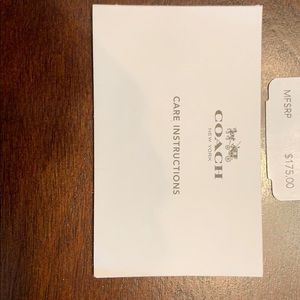 COACH
NEW YORK
CARE INSTRUCTIONS
MFSRP
$175.00